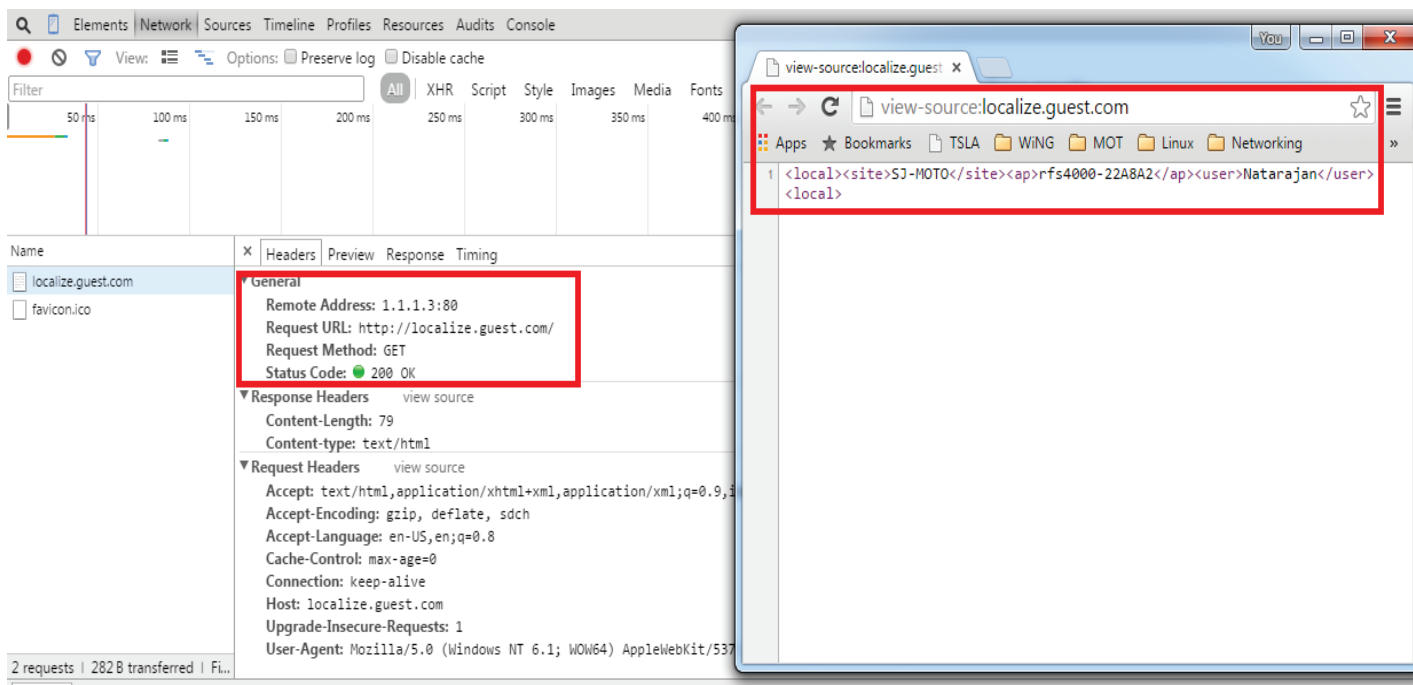 Elements Network Sources Timeline Profiles Resources Audits Console
View: Options: Preserve log Disable cache
Filter All XHR Script Style Images Media Fonts
50 ms 100 ms 150 ms 200 ms 250 ms 300 ms 350 ms 400 ms
Name
localize.guest.com
favicon.ico
2 requests | 282 B transferred | Fi...
× Headers Preview Response Timing
▼General
Remote Address: 1.1.1.3:80
Request URL: http://localize.guest.com/
Request Method: GET
Status Code: 200 OK
▼Response Headers view source
Content-Length: 79
Content-type: text/html
▼Request Headers view source
Accept: text/html,application/xhtml+xml,application/xml;q=0.9,i
Accept-Encoding: gzip, deflate, sdch
Accept-Language: en-US,en;q=0.8
Cache-Control: max-age=0
Connection: keep-alive
Host: localize.guest.com
Upgrade-Insecure-Requests: 1
User-Agent: Mozilla/5.0 (Windows NT 6.1; WOW64) AppleWebKit/537
You
view-source:localize.guest ×
view-source:localize.guest.com
Apps Bookmarks TSLA WiNG MOT Linux Networking »
1 <local><site>SJ-MOTO</site><ap>rfs4000-22A8A2</ap><user>Natarajan</user>
<local>